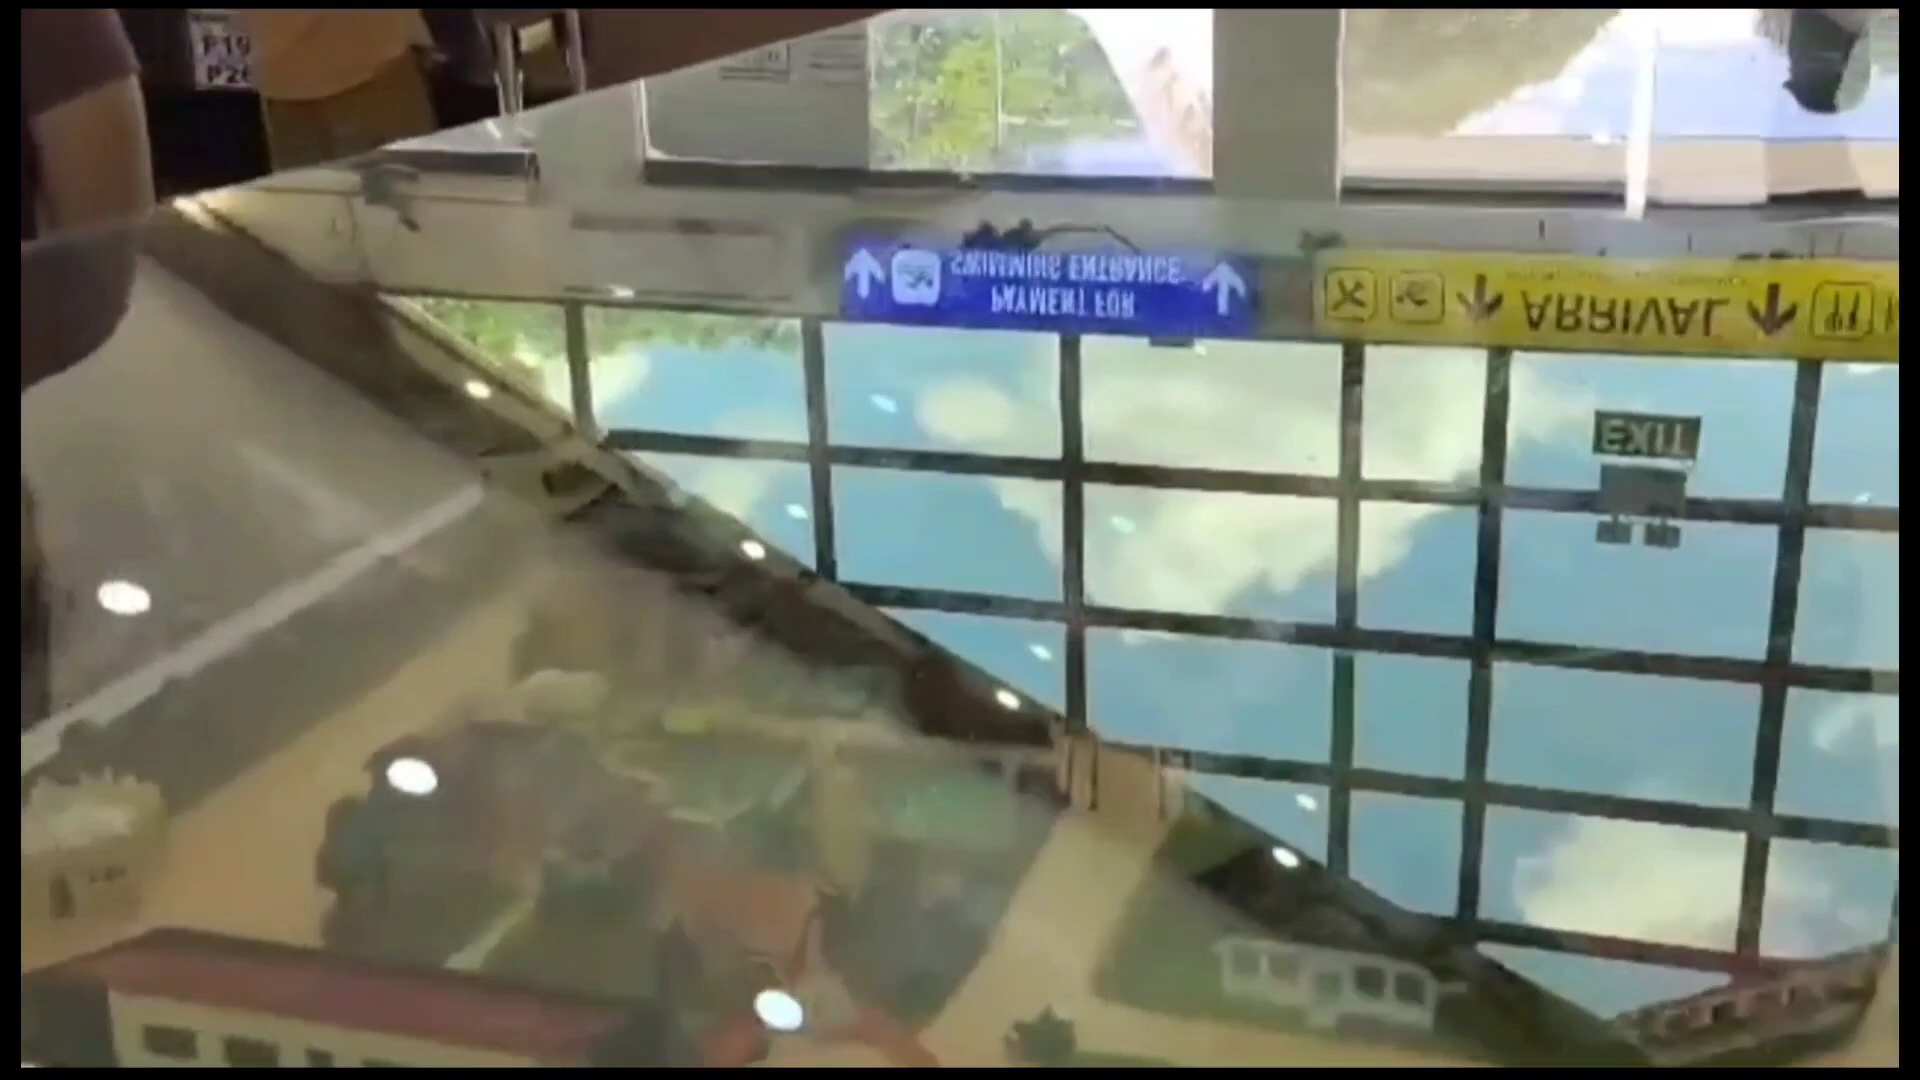 P19
PAYMENT FOR
SWIMMING ENTRANCE
ARRIVAL
EXIT